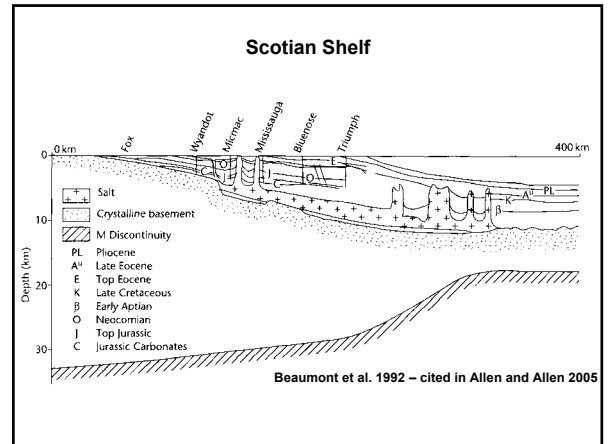 Scotian Shelf
Fox
Wyandot
Micmac
Mississauga
Bluenose
Triumph
0 km
400 km
0
10
20
30
Depth (km)
C
O
J
C
E
O
PL
Aᵘ
K
β
+ Salt
Crystalline basement
M Discontinuity
PL Pliocene
Aᵘ Late Eocene
E Top Eocene
K Late Cretaceous
β Early Aptian
O Neocomian
J Top Jurassic
C Jurassic Carbonates
Beaumont et al. 1992 – cited in Allen and Allen 2005